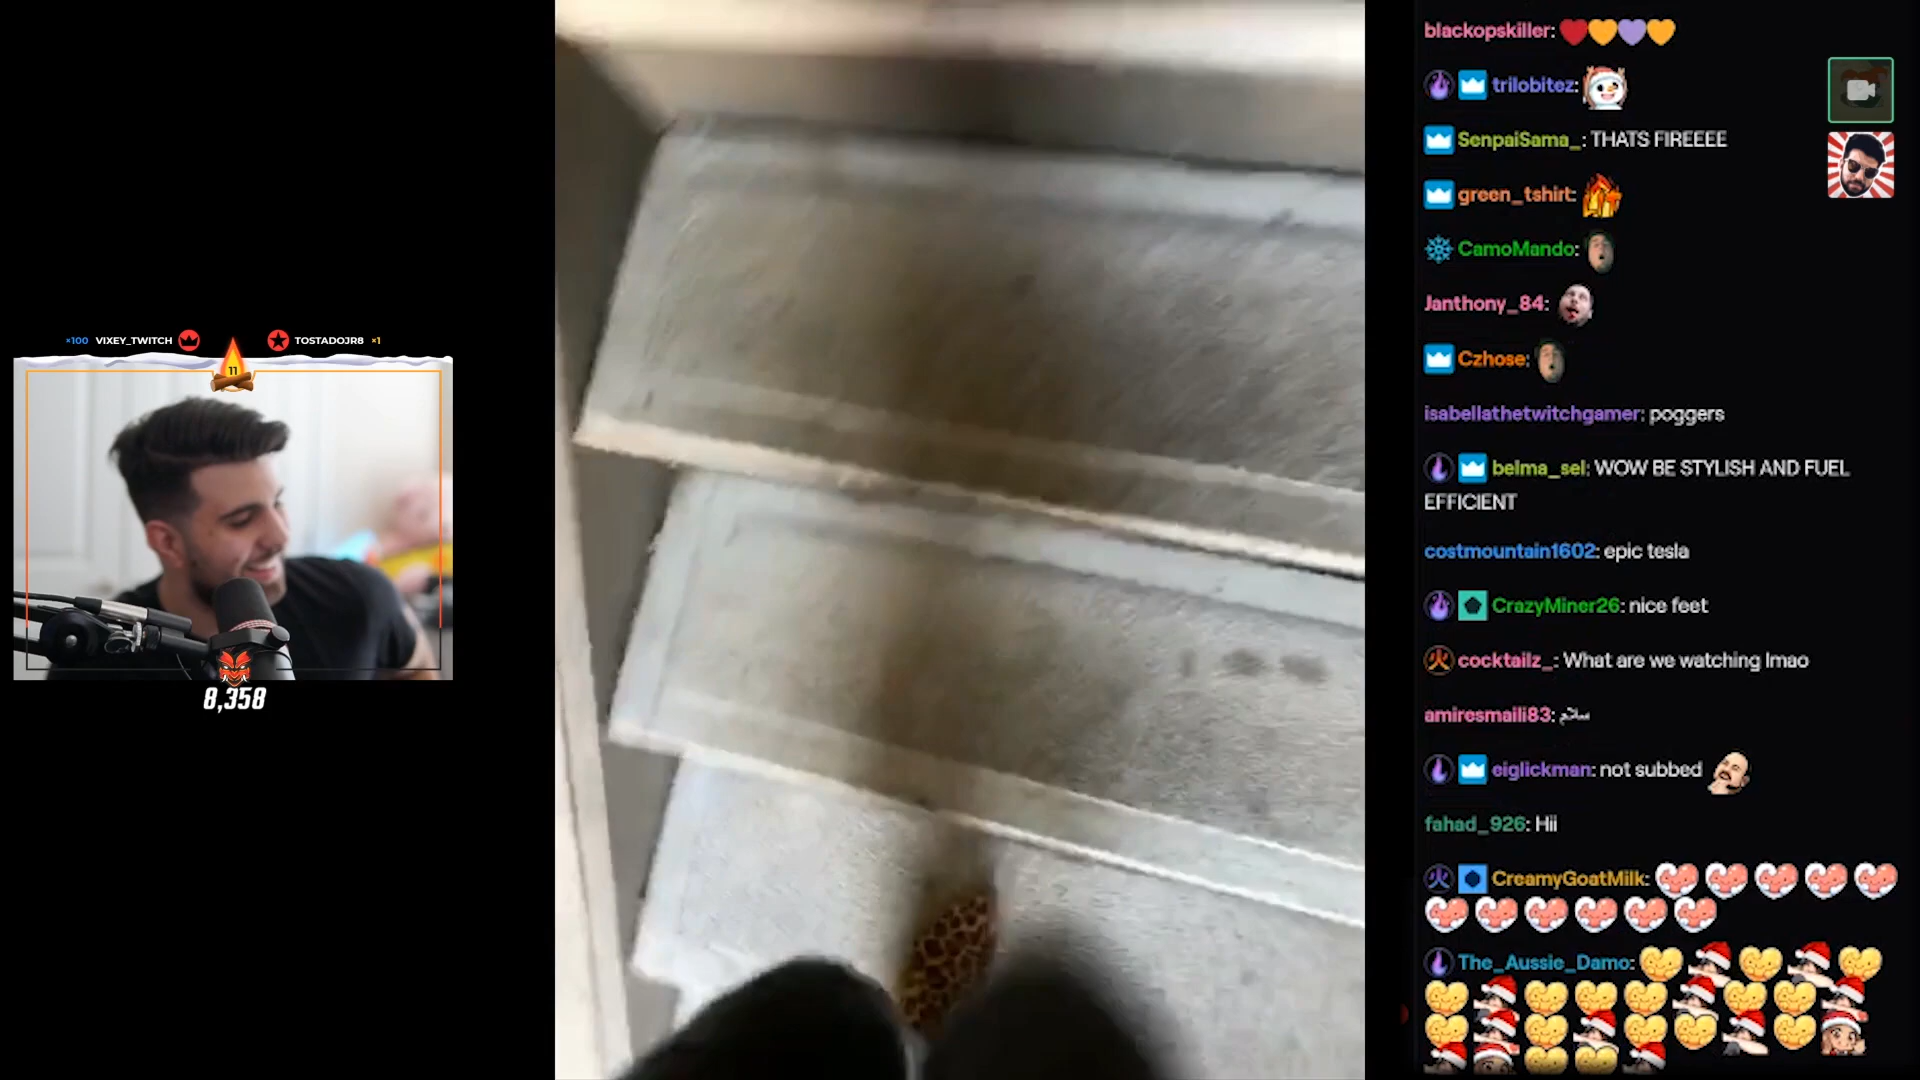 ×100 VIXEY_TWITCH
TOSTADOJR8 ×1
11
8,358
blackopskiller:
trilobitez:
SenpaiSama_: THATS FIREEEE
green_tshirt:
CamoMando:
Janthony_84:
Czhose:
isabellathetwitchgamer: poggers
belma_sel: WOW BE STYLISH AND FUEL
EFFICIENT
costmountain1602: epic tesla
CrazyMiner26: nice feet
火 cocktailz_: What are we watching lmao
amiresmaili83: سلام
eiglickman: not subbed
fahad_926: Hii
火 CreamyGoatMilk:
The_Aussie_Damo: